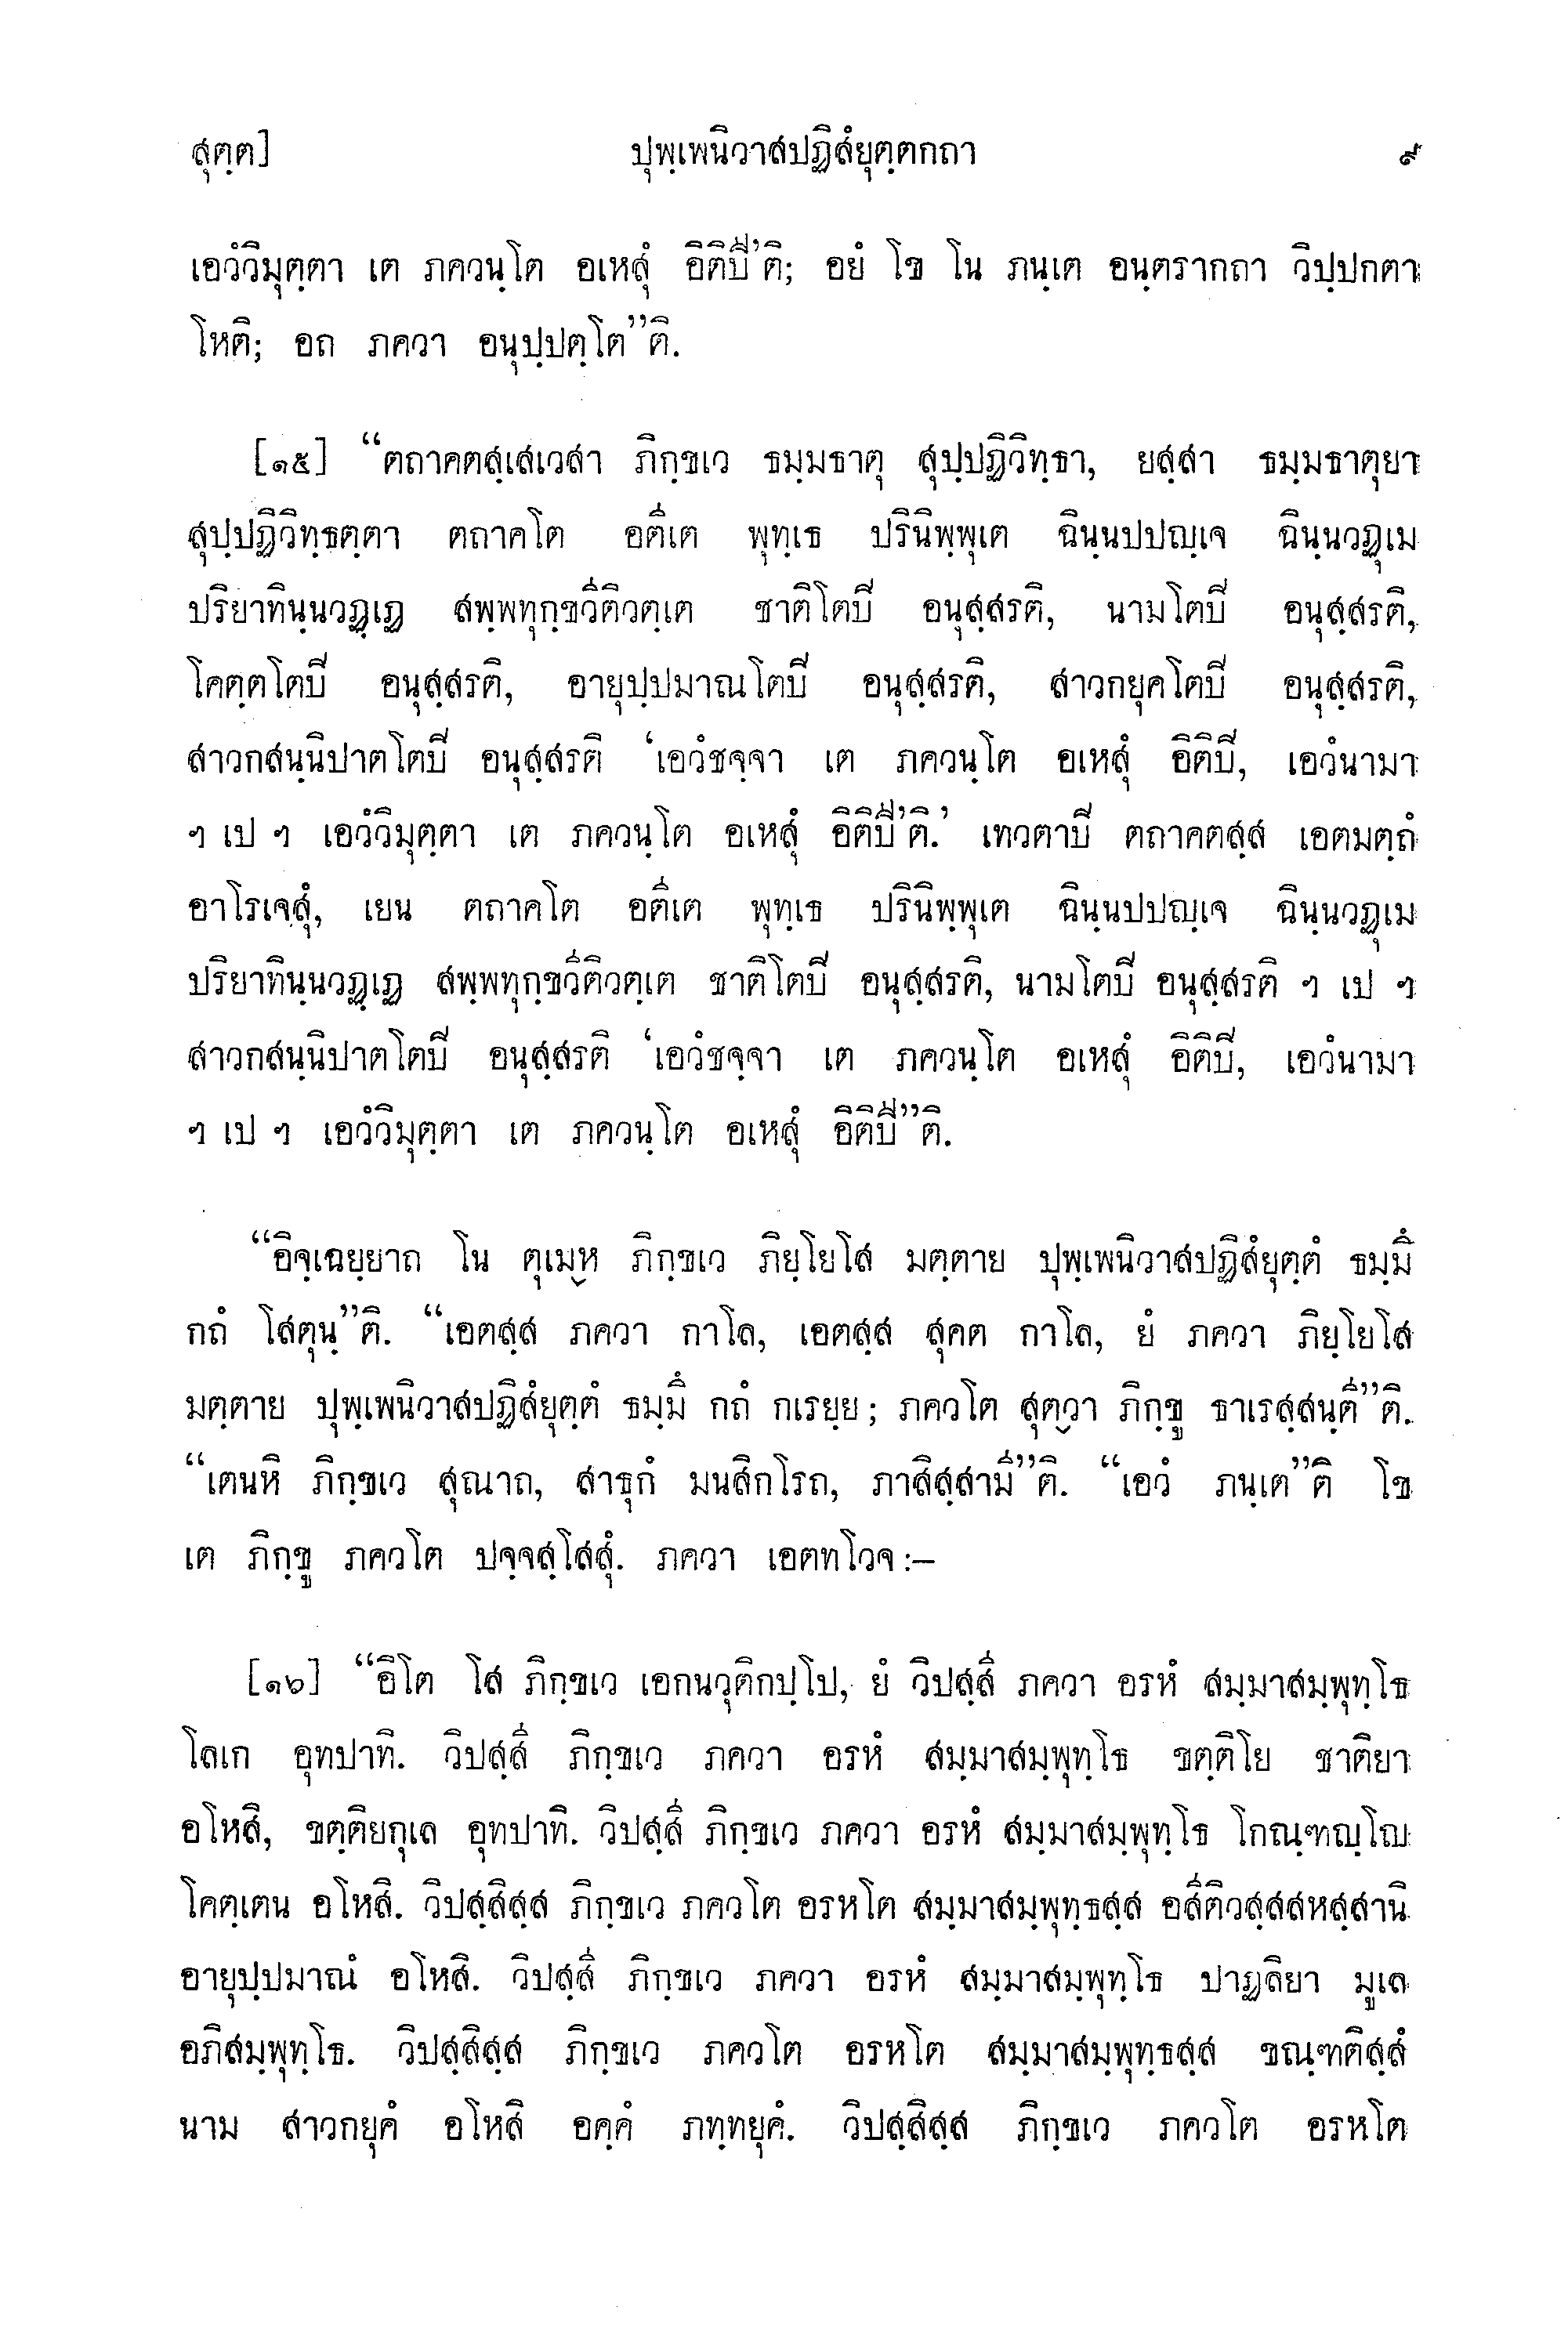 สุตฺต] ปุพฺเพนิวาสปฏิสํยุตฺตกถา ๙
เอวํวิมุตฺตา เต ภควนฺโต อเหสุํ อิติปี’ติ; อยํ โข โน ภนฺเต อนฺตรากถา วิปฺปกตา
โหติ; อถ ภควา อนุปฺปตฺโต”ติ.
[๑๕] “ตถาคตสฺเสเวสา ภิกฺขเว ธมฺมธาตุ สุปฺปฏิวิทฺธา, ยสฺสา ธมฺมธาตุยา
สุปฺปฏิวิทฺธตฺตา ตถาคโต อตีเต พุทฺเธ ปรินิพฺพุเต ฉินฺนปปญฺเจ ฉินฺนวฏุเม
ปริยาทินฺนวฏฺเฏ สพฺพทุกฺขวีติวตฺเต ชาติโตปี อนุสฺสรติ, นามโตปี อนุสฺสรติ,
โคตฺตโตปี อนุสฺสรติ, อายุปฺปมาณโตปี อนุสฺสรติ, สาวกยุคโตปี อนุสฺสรติ,
สาวกสนฺนิปาตโตปี อนุสฺสรติ ‘เอวํชจฺจา เต ภควนฺโต อเหสุํ อิติปี, เอวํนามา
ฯ เป ฯ เอวํวิมุตฺตา เต ภควนฺโต อเหสุํ อิติปี’ติ.’ เทวตาปี ตถาคตสฺส เอตมตฺถํ
อาโรเจสุํ, เยน ตถาคโต อตีเต พุทฺเธ ปรินิพฺพุเต ฉินฺนปปญฺเจ ฉินฺนวฏุเม
ปริยาทินฺนวฏฺเฏ สพฺพทุกฺขวีติวตฺเต ชาติโตปี อนุสฺสรติ, นามโตปี อนุสฺสรติ ฯ เป ฯ
สาวกสนฺนิปาตโตปี อนุสฺสรติ ‘เอวํชจฺจา เต ภควนฺโต อเหสุํ อิติปี, เอวํนามา
ฯ เป ฯ เอวํวิมุตฺตา เต ภควนฺโต อเหสุํ อิติปี”ติ.
“อิจฺเฉยฺยาถ โน ตุเมฺห ภิกฺขเว ภิยฺโยโส มตฺตาย ปุพฺเพนิวาสปฏิสํยุตฺตํ ธมฺมึ
กถํ โสตุนฺ”ติ. “เอตสฺส ภควา กาโล, เอตสฺส สุคต กาโล, ยํ ภควา ภิยฺโยโส
มตฺตาย ปุพฺเพนิวาสปฏิสํยุตฺตํ ธมฺมึ กถํ กเรยฺย; ภควโต สุตฺวา ภิกฺขู ธาเรสฺสนฺตี”ติ.
“เตนหิ ภิกฺขเว สุณาถ, สาธุกํ มนสิกโรถ, ภาสิสฺสามี”ติ. “เอวํ ภนฺเต”ติ โข
เต ภิกฺขู ภควโต ปจฺจสฺโสสุํ. ภควา เอตทโวจ :–
[๑๖] “อิโต โส ภิกฺขเว เอกนวุติกปฺโป, ยํ วิปสฺสี ภควา อรหํ สมฺมาสมฺพุทฺโธ
โลเก อุทปาทิ. วิปสฺสี ภิกฺขเว ภควา อรหํ สมฺมาสมฺพุทฺโธ ขตฺติโย ชาติยา
อโหสิ, ขตฺติยกุเล อุทปาทิ. วิปสฺสี ภิกฺขเว ภควา อรหํ สมฺมาสมฺพุทฺโธ โกณฺฑญฺโญ
โคตฺเตน อโหสิ. วิปสฺสิสฺส ภิกฺขเว ภควโต อรหโต สมฺมาสมฺพุทฺธสฺส อสีติวสฺสสหสฺสานิ
อายุปฺปมาณํ อโหสิ. วิปสฺสี ภิกฺขเว ภควา อรหํ สมฺมาสมฺพุทฺโธ ปาฏลิยา มูเล
อภิสมฺพุทฺโธ. วิปสฺสิสฺส ภิกฺขเว ภควโต อรหโต สมฺมาสมฺพุทฺธสฺส ขณฺฑติสฺสํ
นาม สาวกยุคํ อโหสิ อคฺคํ ภทฺทยุคํ. วิปสฺสิสฺส ภิกฺขเว ภควโต อรหโต